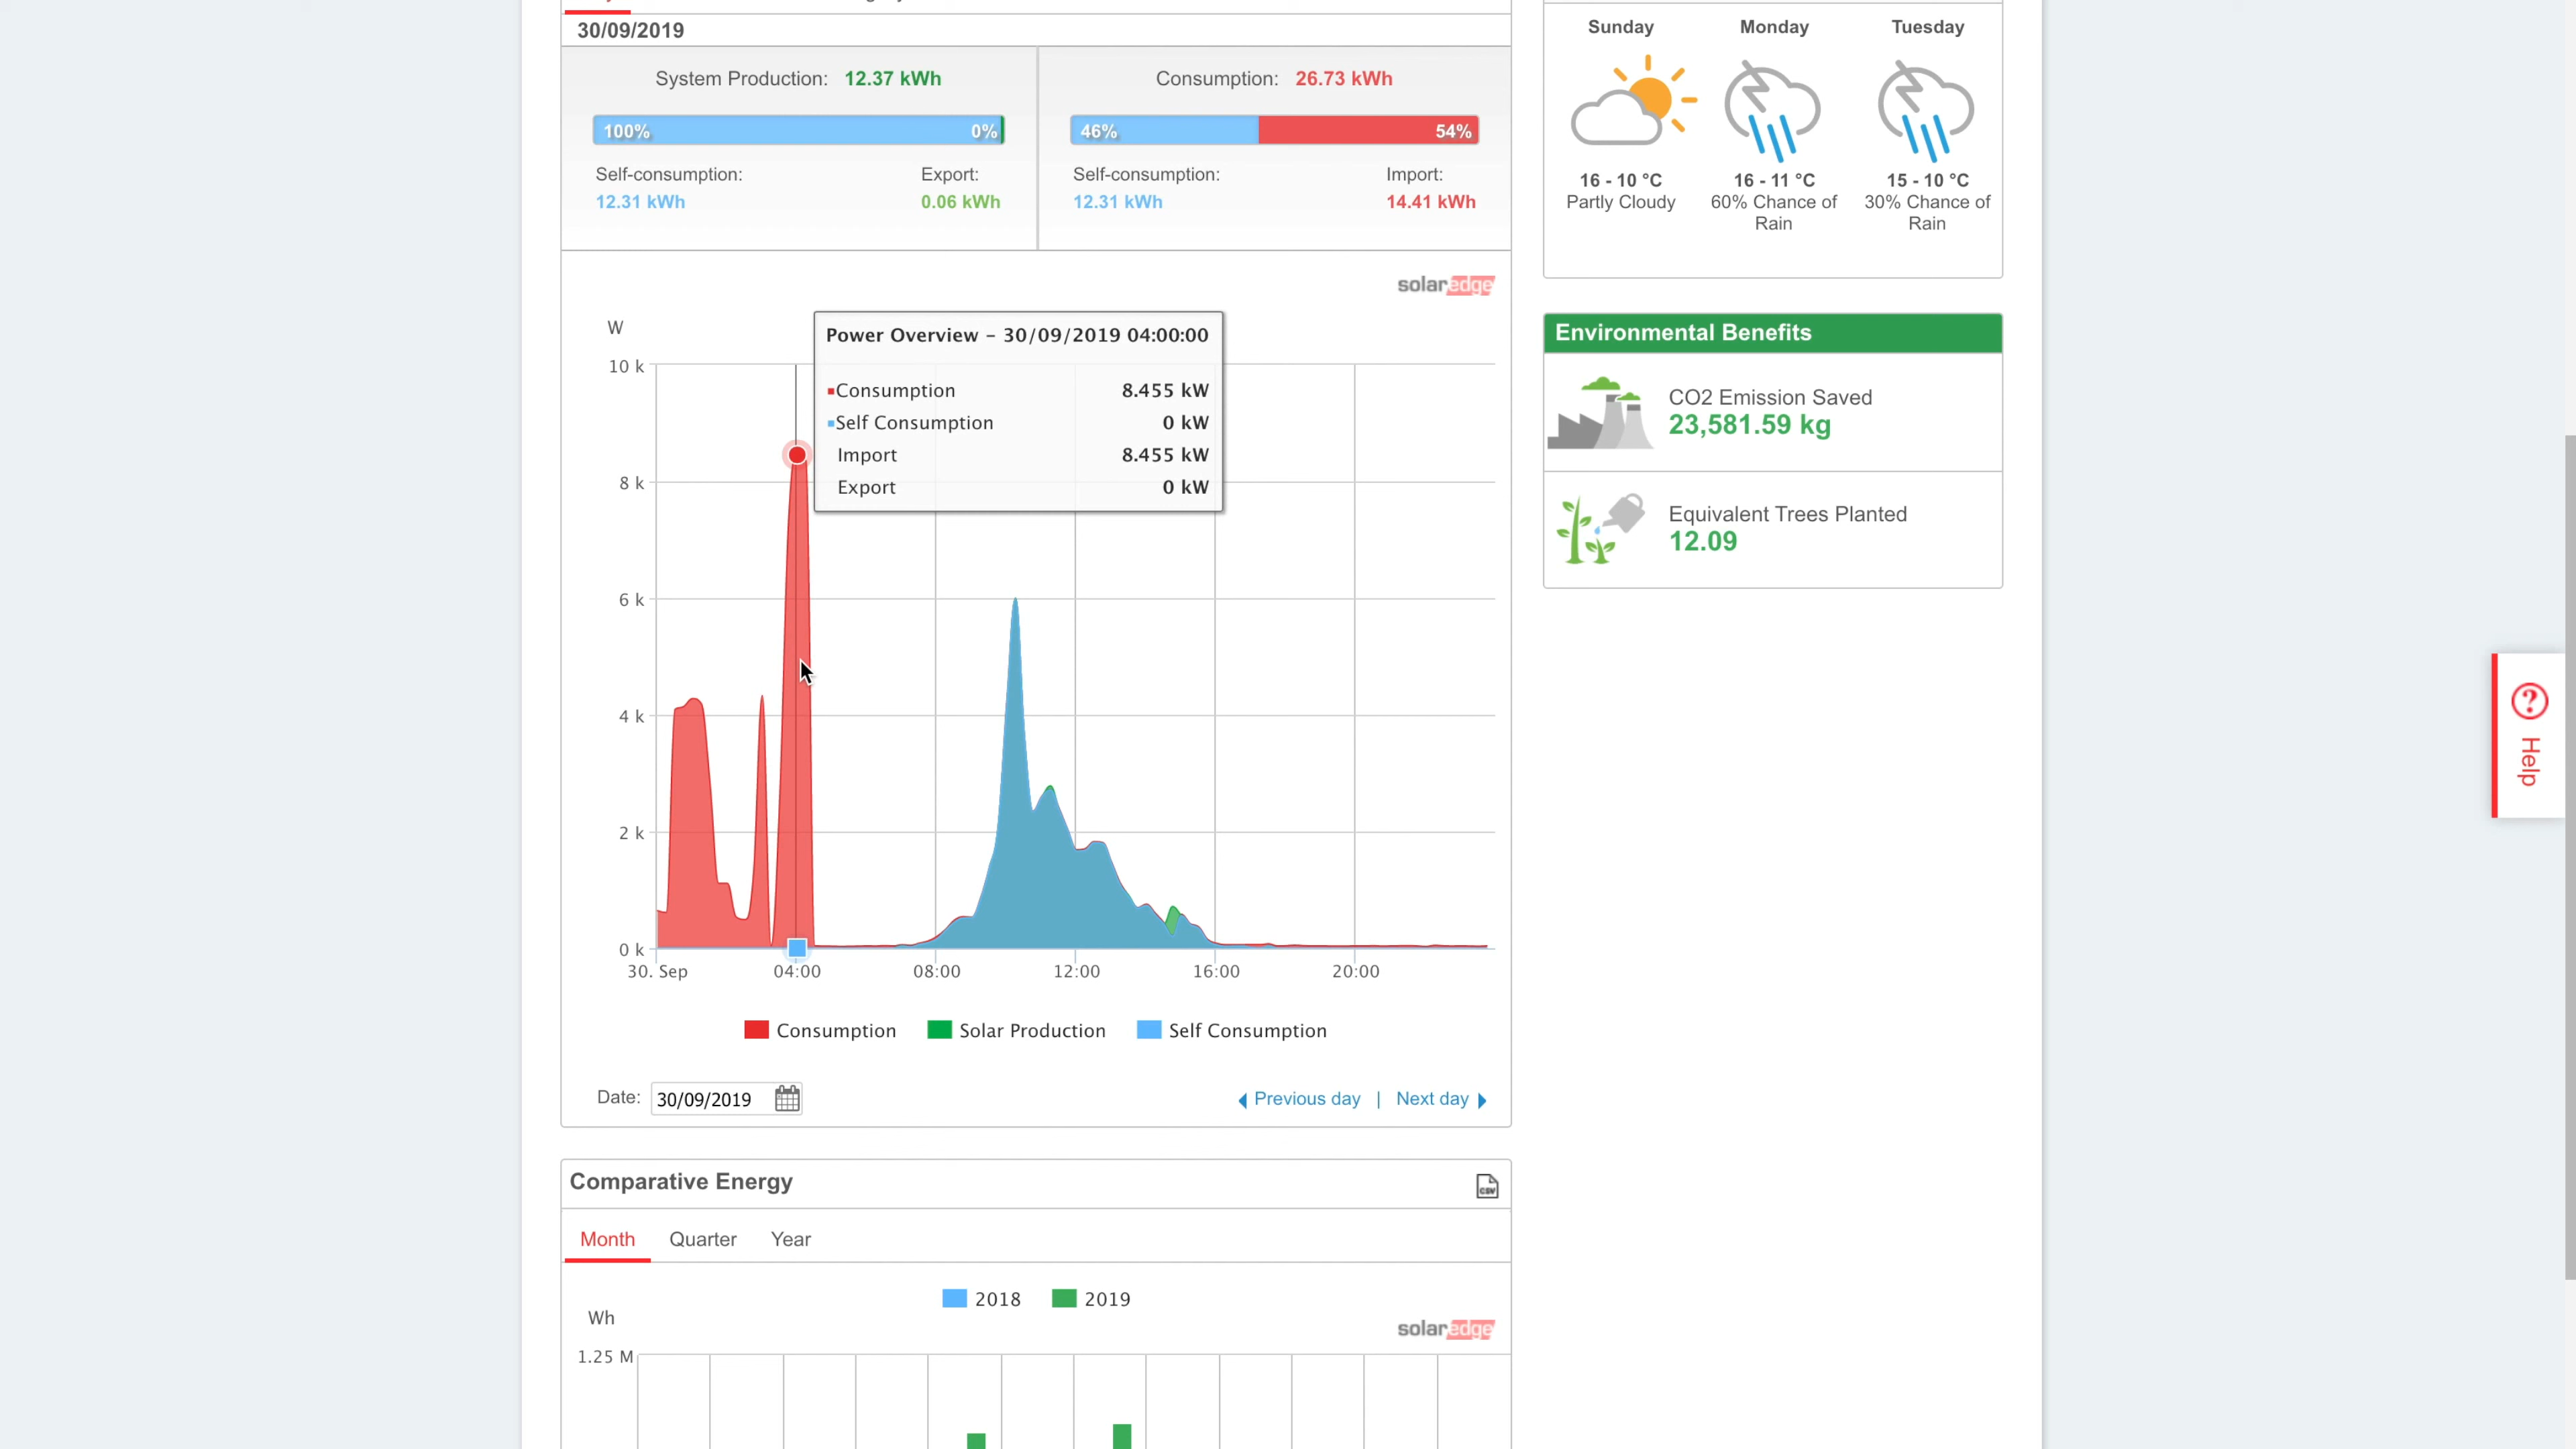 30/09/2019
System Production: 12.37 kWh
100% 0%
Self-consumption: Export:
12.31 kWh 0.06 kWh
Consumption: 26.73 kWh
46% 54%
Self-consumption: Import:
12.31 kWh 14.41 kWh
solaredge
W
Power Overview – 30/09/2019 04:00:00
Consumption 8.455 kW
Self Consumption 0 kW
Import 8.455 kW
Export 0 kW
10 k
8 k
6 k
4 k
2 k
0 k
30. Sep 04:00 08:00 12:00 16:00 20:00
Consumption Solar Production Self Consumption
Date: 30/09/2019 Previous day | Next day
Comparative Energy
CSV
Month Quarter Year
2018 2019
Wh
solaredge
1.25 M
Sunday Monday Tuesday
16 - 10 °C 16 - 11 °C 15 - 10 °C
Partly Cloudy 60% Chance of 30% Chance of
Rain Rain
Environmental Benefits
CO2 Emission Saved
23,581.59 kg
Equivalent Trees Planted
12.09
? Help